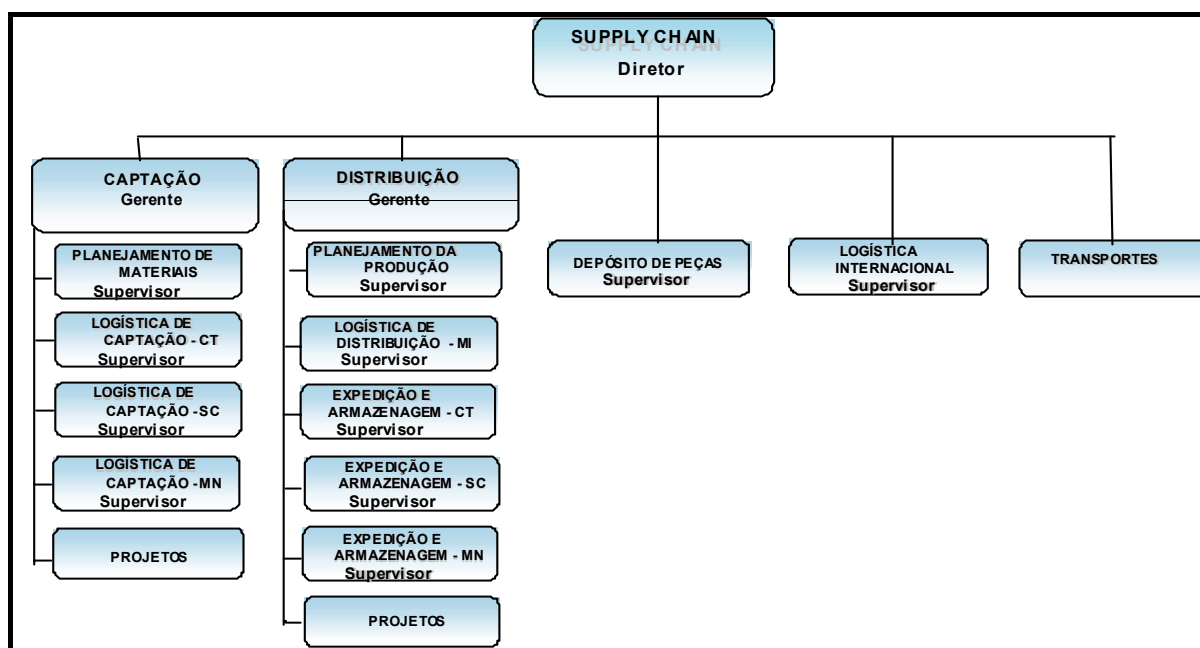 SUPPLY CHAIN
Diretor
CAPTAÇÃO
Gerente
PLANEJAMENTO DE
MATERIAIS
Supervisor
LOGÍSTICA DE
CAPTAÇÃO - CT
Supervisor
LOGÍSTICA DE
CAPTAÇÃO - SC
Supervisor
LOGÍSTICA DE
CAPTAÇÃO - MN
Supervisor
PROJETOS
DISTRIBUIÇÃO
Gerente
PLANEJAMENTO DA
PRODUÇÃO
Supervisor
LOGÍSTICA DE
DISTRIBUIÇÃO - MI
Supervisor
EXPEDIÇÃO E
ARMAZENAGEM - CT
Supervisor
EXPEDIÇÃO E
ARMAZENAGEM - SC
Supervisor
EXPEDIÇÃO E
ARMAZENAGEM - MN
Supervisor
PROJETOS
DEPÓSITO DE PEÇAS
Supervisor
LOGÍSTICA
INTERNACIONAL
Supervisor
TRANSPORTES